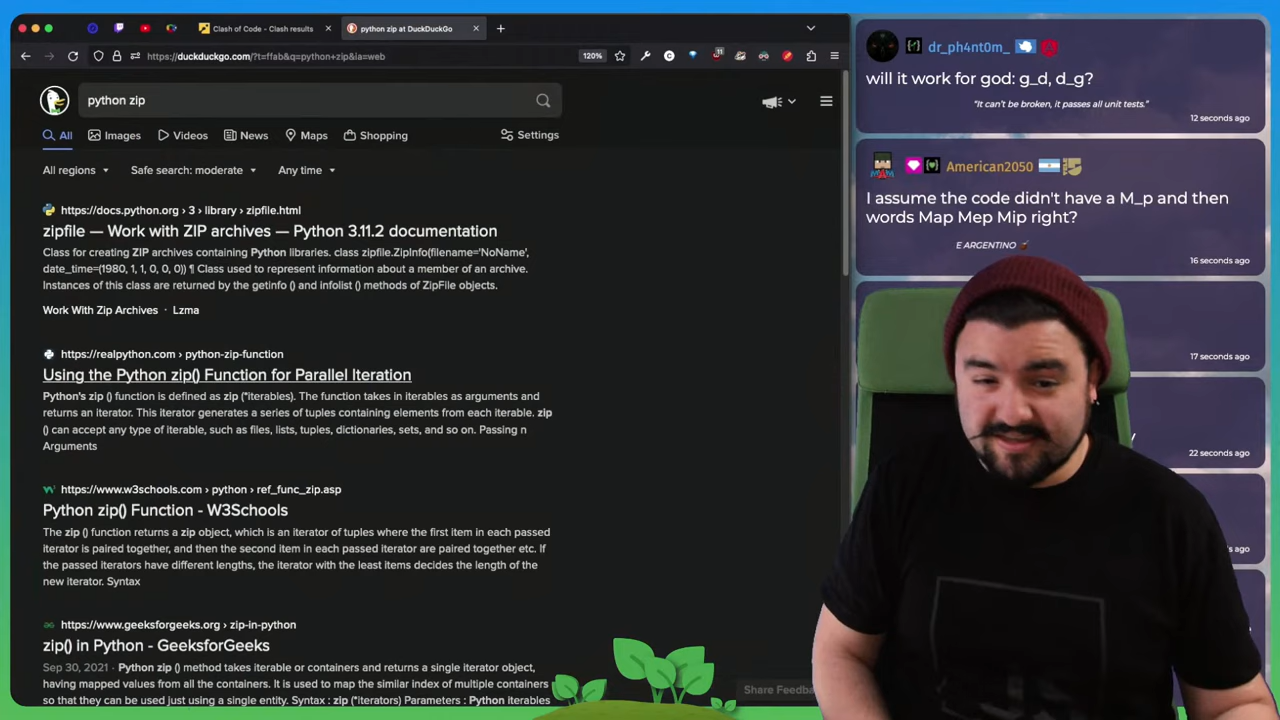 Clash of Code - Clash results
python zip at DuckDuckGo
https://duckduckgo.com/?t=ffab&q=python+zip&ia=web
120%
11
python zip
All
Images
Videos
News
Maps
Shopping
Settings
All regions
Safe search: moderate
Any time
https://docs.python.org › 3 › library › zipfile.html
zipfile — Work with ZIP archives — Python 3.11.2 documentation
Class for creating ZIP archives containing Python libraries. class zipfile.ZipInfo(filename='NoName',
date_time=(1980, 1, 1, 0, 0, 0)) ¶ Class used to represent information about a member of an archive.
Instances of this class are returned by the getinfo () and infolist () methods of ZipFile objects.
Work With Zip Archives · Lzma
https://realpython.com › python-zip-function
Using the Python zip() Function for Parallel Iteration
Python's zip () function is defined as zip (*iterables). The function takes in iterables as arguments and
returns an iterator. This iterator generates a series of tuples containing elements from each iterable. zip
() can accept any type of iterable, such as files, lists, tuples, dictionaries, sets, and so on. Passing n
Arguments
https://www.w3schools.com › python › ref_func_zip.asp
Python zip() Function - W3Schools
The zip () function returns a zip object, which is an iterator of tuples where the first item in each passed
iterator is paired together, and then the second item in each passed iterator are paired together etc. If
the passed iterators have different lengths, the iterator with the least items decides the length of the
new iterator. Syntax
https://www.geeksforgeeks.org › zip-in-python
zip() in Python - GeeksforGeeks
Sep 30, 2021 · Python zip () method takes iterable or containers and returns a single iterator object,
having mapped values from all the containers. It is used to map the similar index of multiple containers
so that they can be used just using a single entity. Syntax : zip (*iterators) Parameters : Python iterables
Share Feedba
dr_ph4nt0m_
will it work for god: g_d, d_g?
"It can't be broken, it passes all unit tests."
12 seconds ago
American2050
I assume the code didn't have a M_p and then
words Map Mep Mip right?
E ARGENTINO
16 seconds ago
17 seconds ago
22 seconds ago